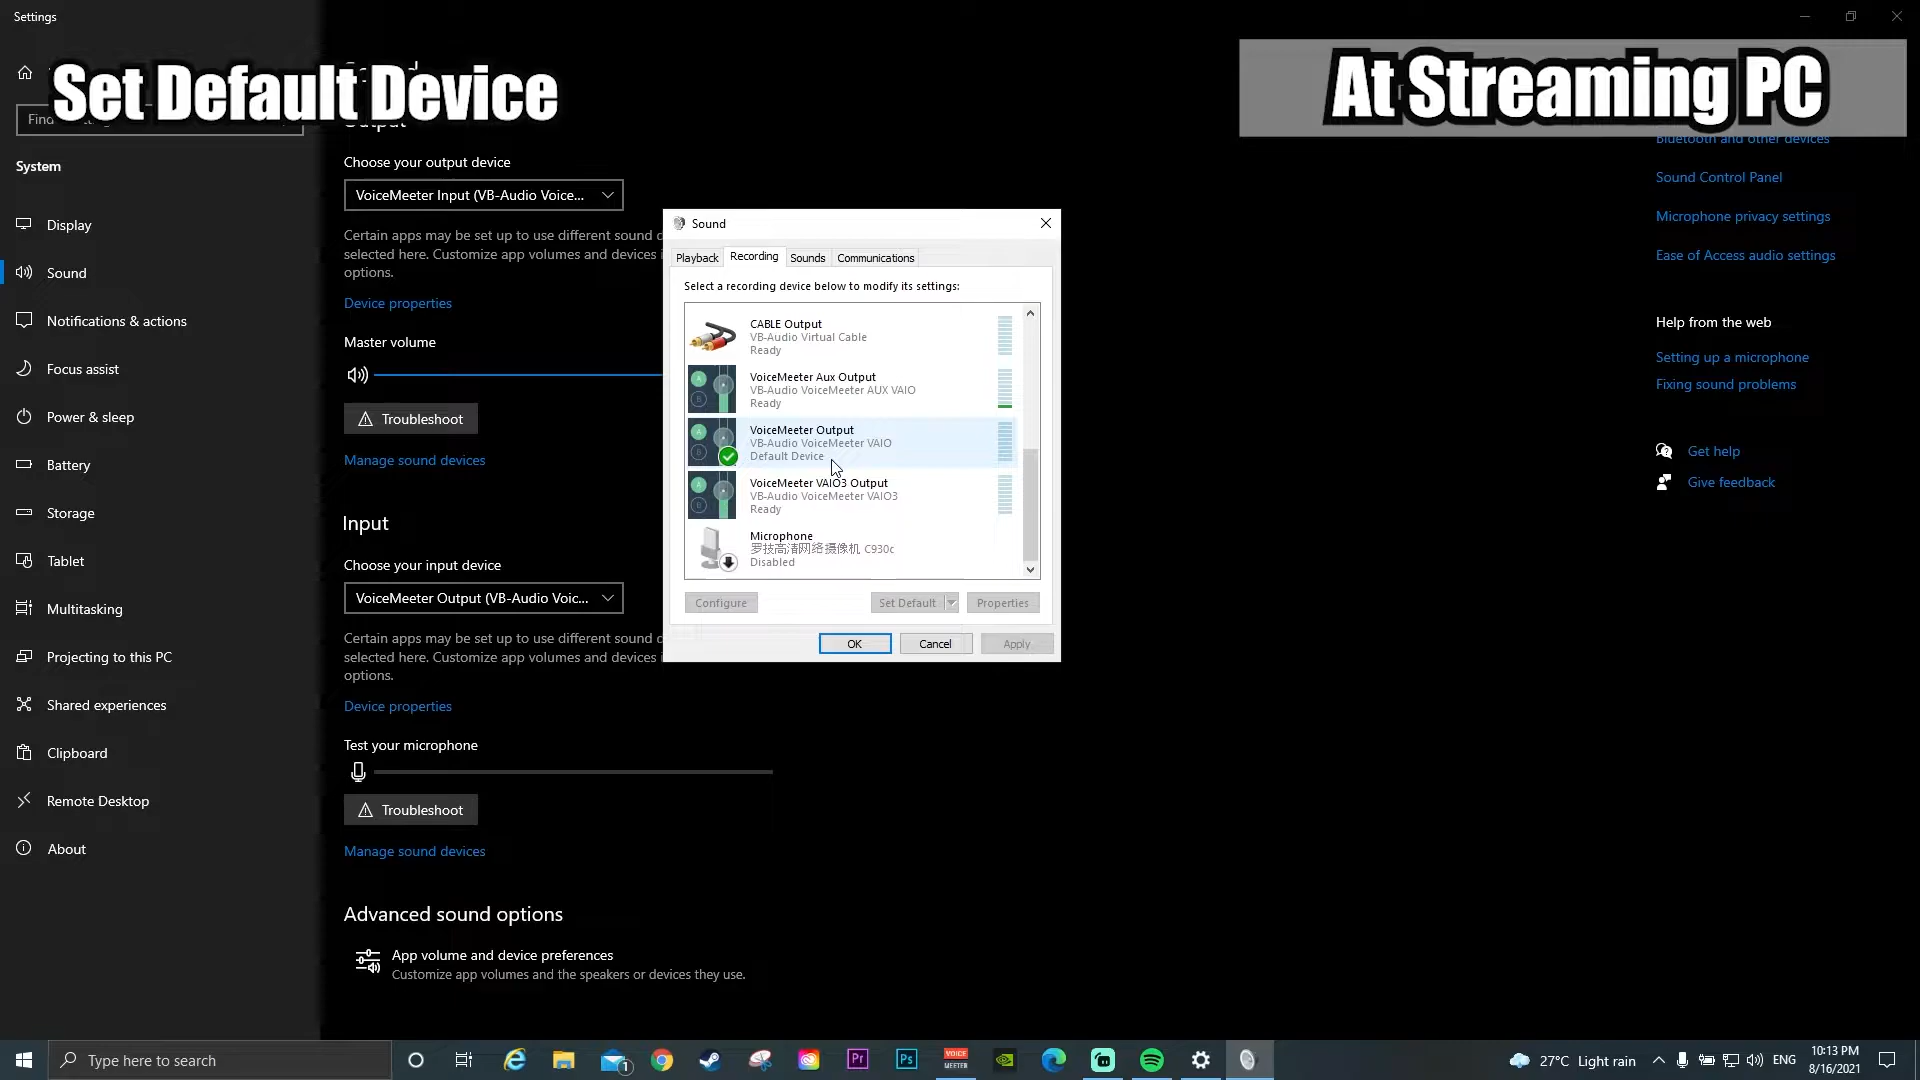 Settings
Set Default Device
At Streaming PC
System
Display
Sound
Notifications & actions
Focus assist
Power & sleep
Battery
Storage
Tablet
Multitasking
Projecting to this PC
Shared experiences
Clipboard
Remote Desktop
About
Output
Choose your output device
VoiceMeeter Input (VB-Audio Voice...
Certain apps may be set up to use different sound d
selected here. Customize app volumes and devices i
options.
Device properties
Master volume
Troubleshoot
Manage sound devices
Input
Choose your input device
VoiceMeeter Output (VB-Audio Voic...
Certain apps may be set up to use different sound d
selected here. Customize app volumes and devices i
options.
Device properties
Test your microphone
Troubleshoot
Manage sound devices
Advanced sound options
App volume and device preferences
Customize app volumes and the speakers or devices they use.
Sound
Playback
Recording
Sounds
Communications
Select a recording device below to modify its settings:
CABLE Output
VB-Audio Virtual Cable
Ready
VoiceMeeter Aux Output
VB-Audio VoiceMeeter AUX VAIO
Ready
VoiceMeeter Output
VB-Audio VoiceMeeter VAIO
Default Device
VoiceMeeter VAIO3 Output
VB-Audio VoiceMeeter VAIO3
Ready
Microphone
罗技高清网络摄像机 C930c
Disabled
Configure
Set Default
Properties
OK
Cancel
Apply
Bluetooth and other devices
Sound Control Panel
Microphone privacy settings
Ease of Access audio settings
Help from the web
Setting up a microphone
Fixing sound problems
Get help
Give feedback
Type here to search
1
Pr
Ps
VOICE
MEETER
27°C Light rain
ENG
10:13 PM
8/16/2021